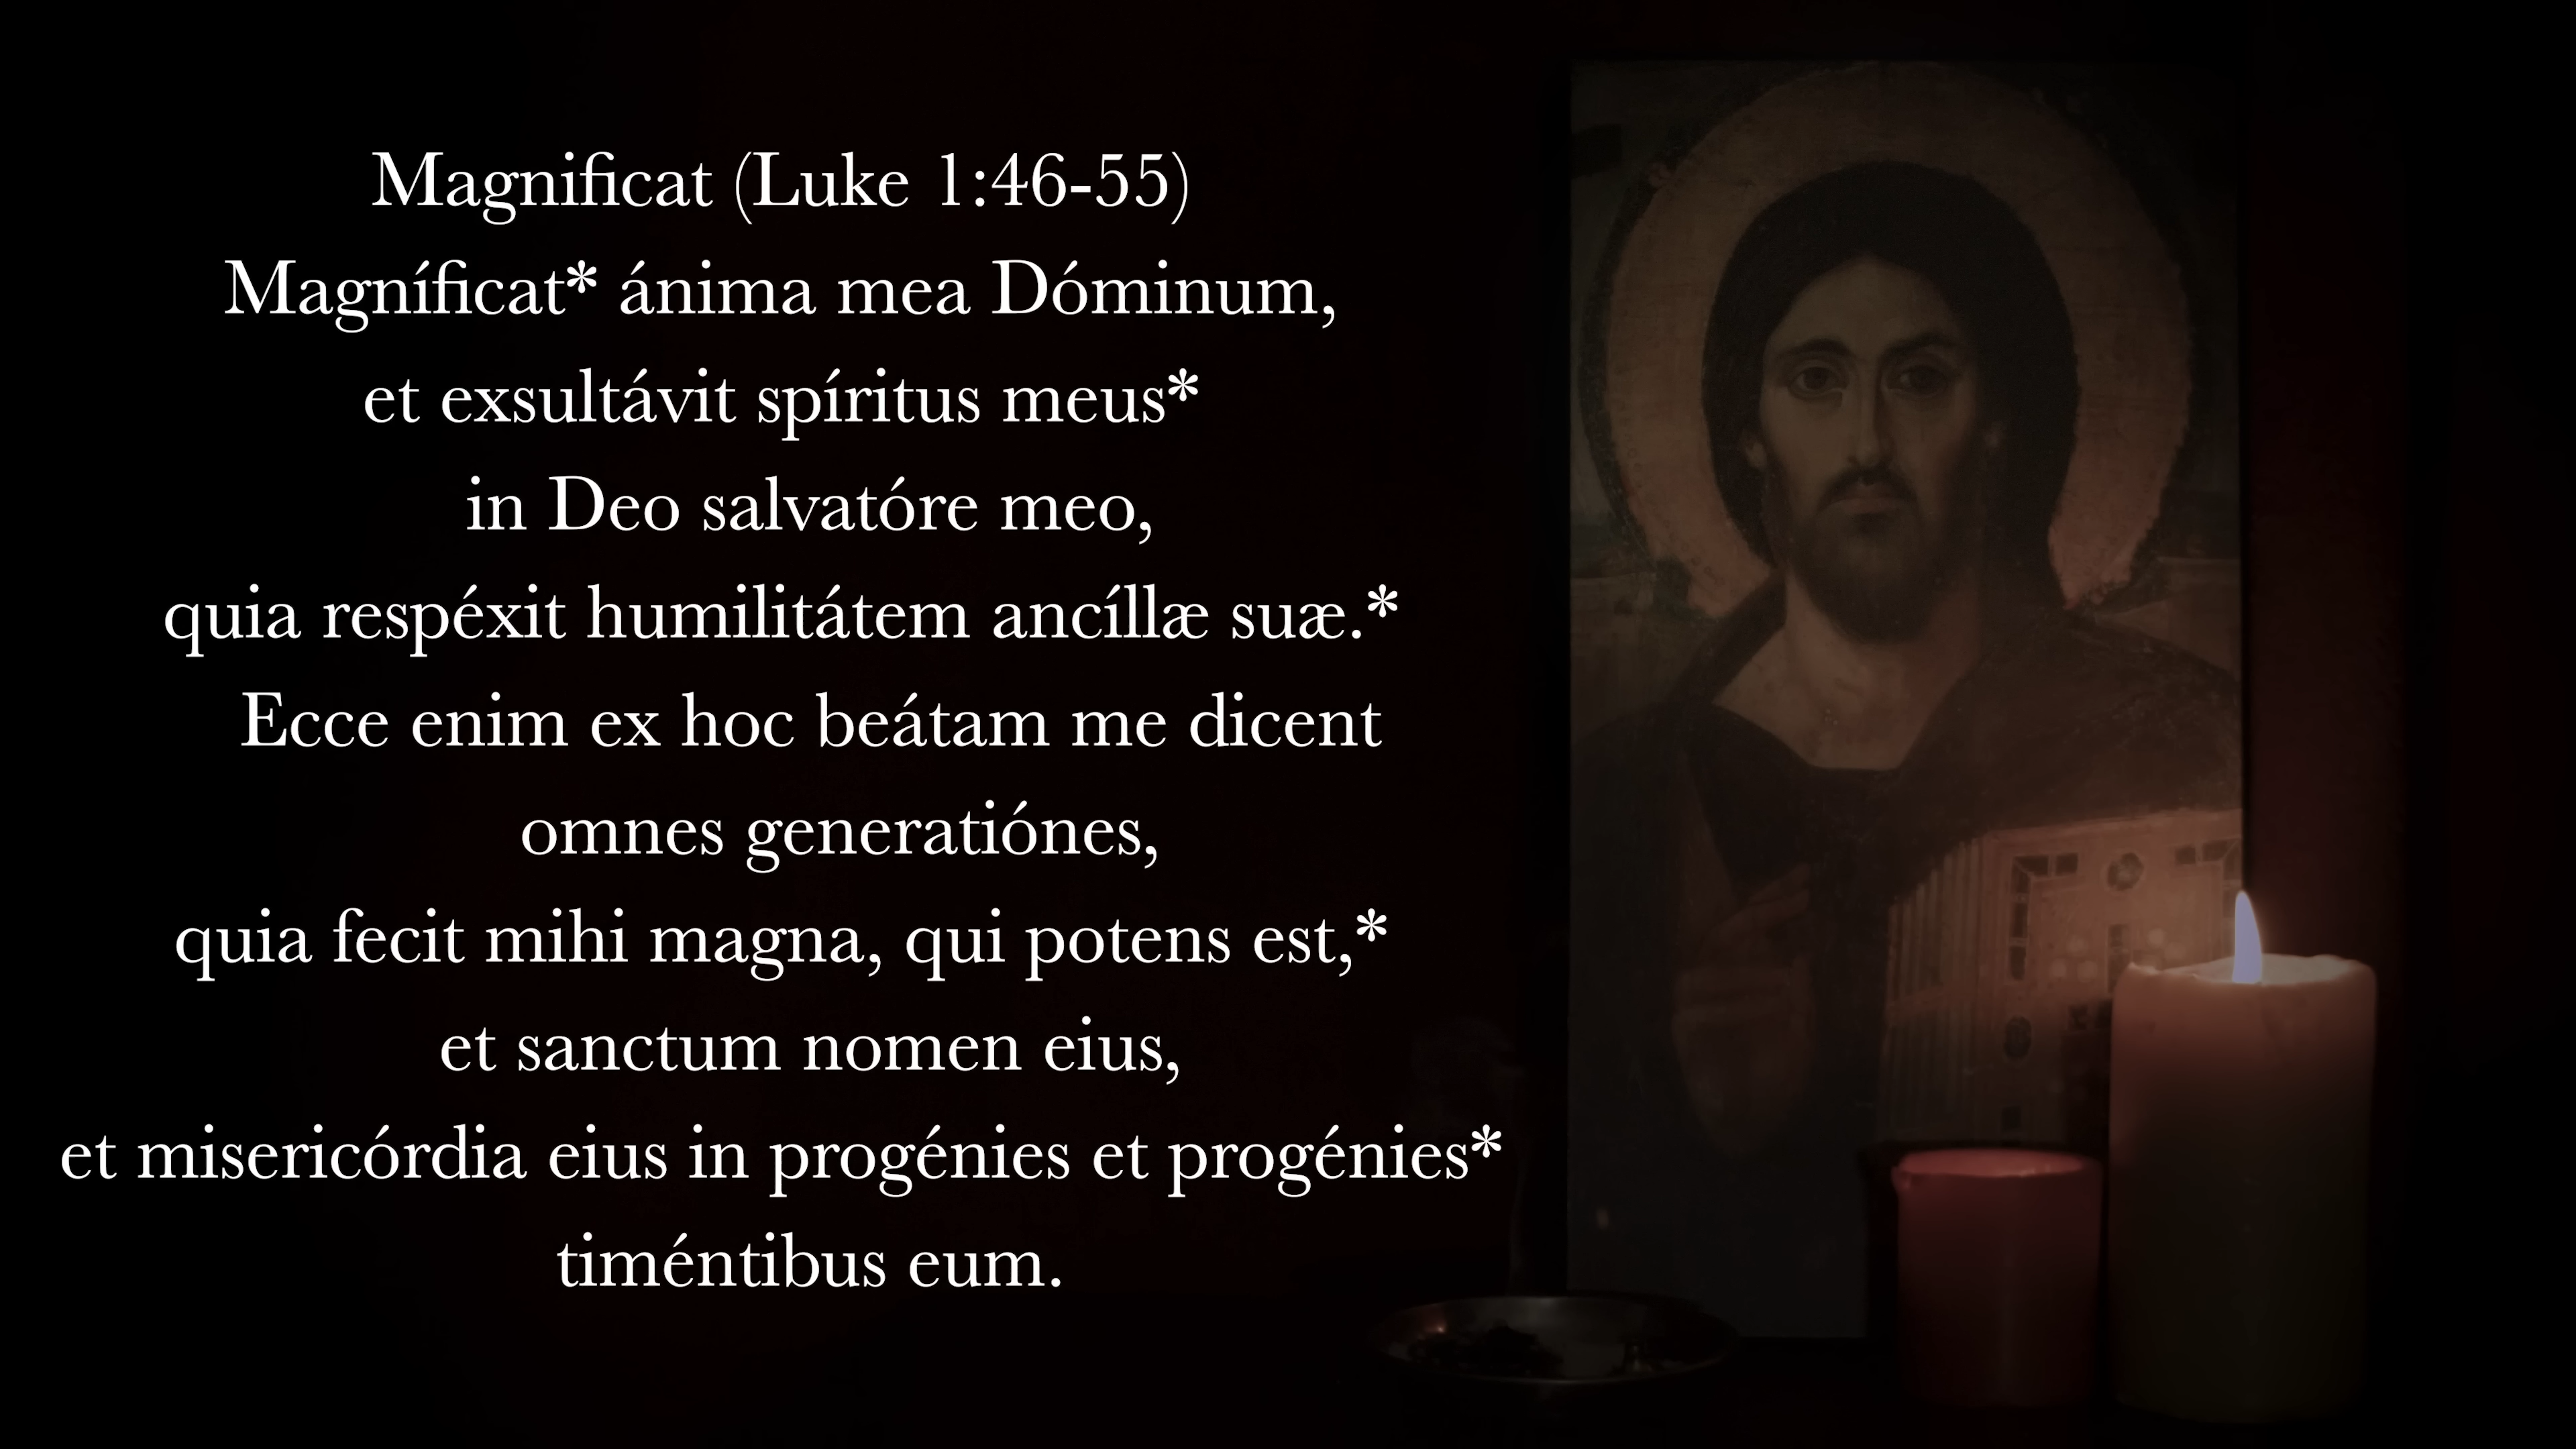 Magnificat (Luke 1:46-55)
Magníficat* ánima mea Dóminum,
et exsultávit spíritus meus*
in Deo salvatóre meo,
quia respéxit humilitátem ancíllæ suæ.*
Ecce enim ex hoc beátam me dicent
omnes generatiónes,
quia fecit mihi magna, qui potens est,*
et sanctum nomen eius,
et misericórdia eius in progénies et progénies*
timéntibus eum.